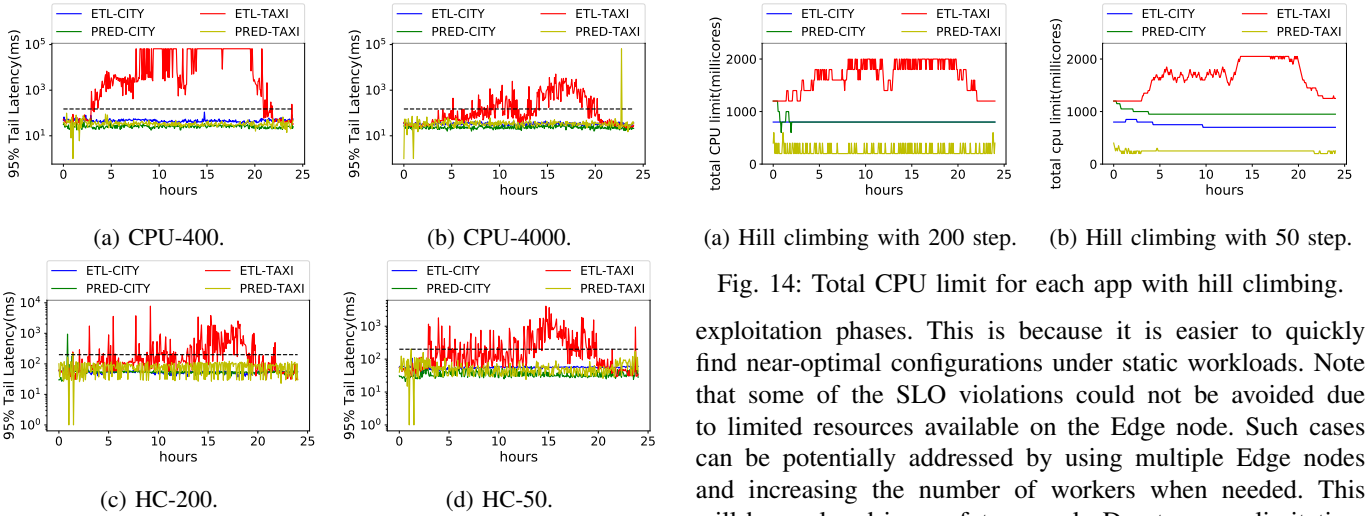 ETL-CITY
ETL-TAXI
PRED-CITY
PRED-TAXI
95% Tail Latency(ms)
10^5
10^3
10^1
0 5 10 15 20 25
hours
(a) CPU-400.
ETL-CITY
ETL-TAXI
PRED-CITY
PRED-TAXI
95% Tail Latency(ms)
10^5
10^3
10^1
0 5 10 15 20 25
hours
(b) CPU-4000.
ETL-CITY
ETL-TAXI
PRED-CITY
PRED-TAXI
95% Tail Latency(ms)
10^4
10^3
10^2
10^1
10^0
0 5 10 15 20 25
hours
(c) HC-200.
ETL-CITY
ETL-TAXI
PRED-CITY
PRED-TAXI
95% Tail Latency(ms)
10^3
10^2
10^1
10^0
0 5 10 15 20 25
hours
(d) HC-50.
ETL-CITY
ETL-TAXI
PRED-CITY
PRED-TAXI
total CPU limit(millicores)
2000
1000
0
0 5 10 15 20 25
hours
(a) Hill climbing with 200 step.
ETL-CITY
ETL-TAXI
PRED-CITY
PRED-TAXI
total cpu limit(millicores)
2000
1000
0
0 5 10 15 20 25
hours
(b) Hill climbing with 50 step.
Fig. 14: Total CPU limit for each app with hill climbing.
exploitation phases. This is because it is easier to quickly
find near-optimal configurations under static workloads. Note
that some of the SLO violations could not be avoided due
to limited resources available on the Edge node. Such cases
can be potentially addressed by using multiple Edge nodes
and increasing the number of workers when needed. This